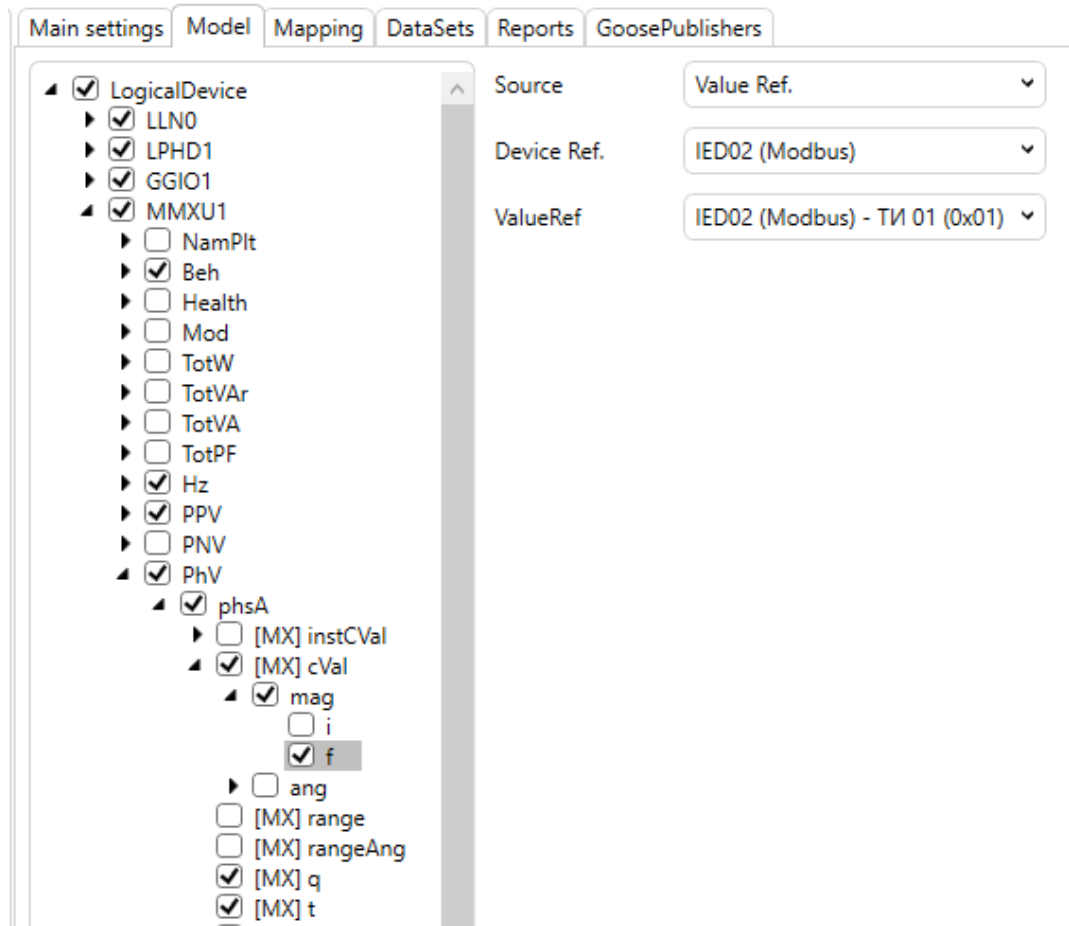 Main settings Model Mapping DataSets Reports GoosePublishers
LogicalDevice
LLN0
LPHD1
GGIO1
MMXU1
NamPlt
Beh
Health
Mod
TotW
TotVAr
TotVA
TotPF
Hz
PPV
PNV
PhV
phsA
[MX] instCVal
[MX] cVal
mag
i
f
ang
[MX] range
[MX] rangeAng
[MX] q
[MX] t
Source Value Ref.
Device Ref. IED02 (Modbus)
ValueRef IED02 (Modbus) - ТИ 01 (0x01)